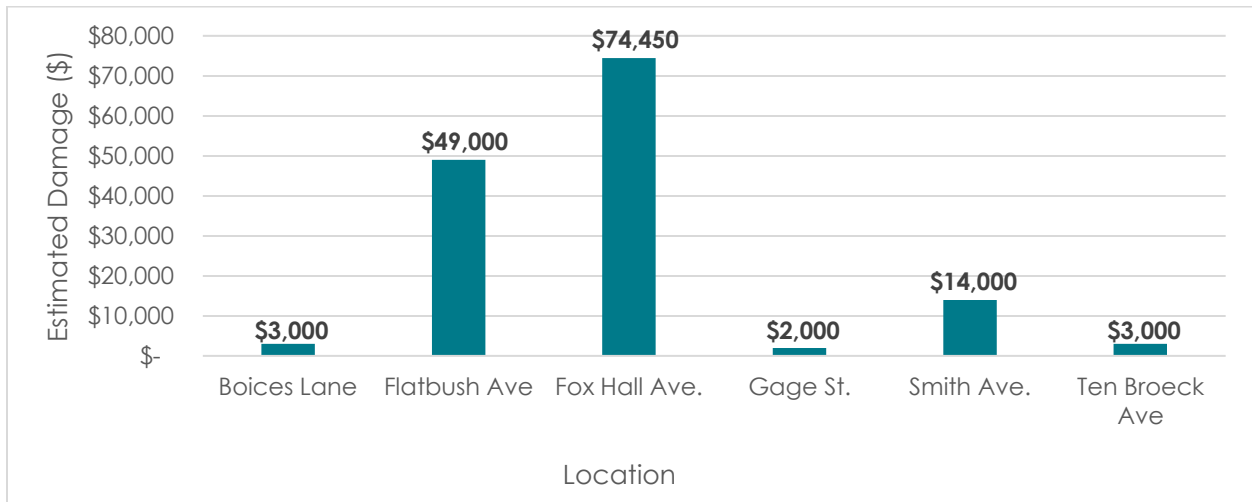 Estimated Damage ($)
$80,000
$70,000
$60,000
$50,000
$40,000
$30,000
$20,000
$10,000
$-
$3,000
$49,000
$74,450
$2,000
$14,000
$3,000
Boices Lane
Flatbush Ave
Fox Hall Ave.
Gage St.
Smith Ave.
Ten Broeck
Ave
Location